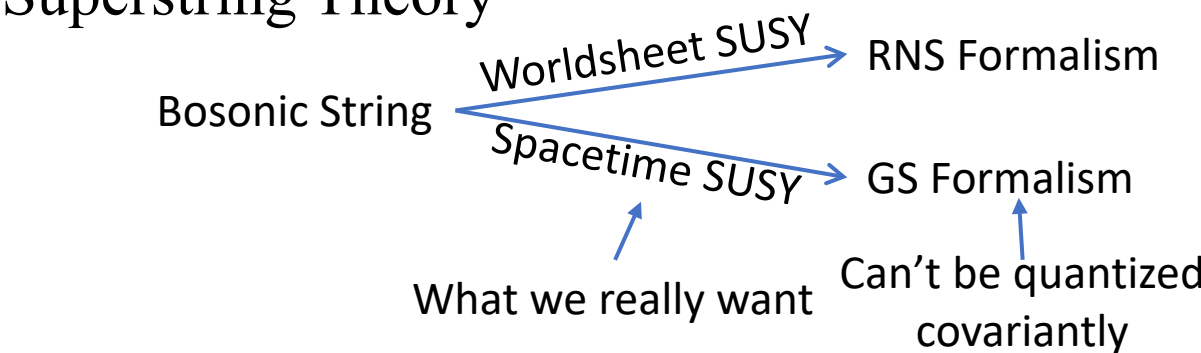 Superstring Theory
Worldsheet SUSY
RNS Formalism
Bosonic String
Spacetime SUSY
GS Formalism
What we really want
Can't be quantized
covariantly